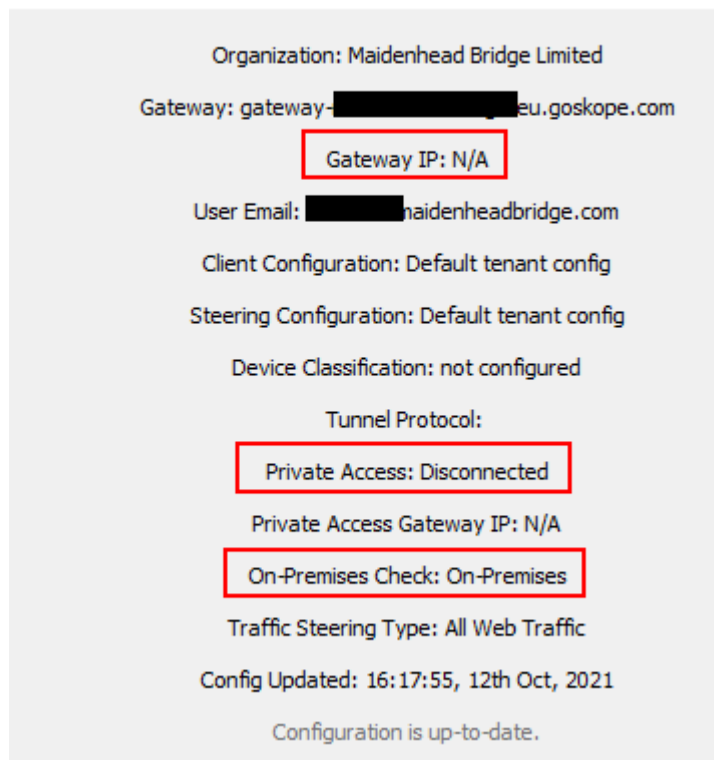 Organization: Maidenhead Bridge Limited
Gateway: gateway- eu.goskope.com
Gateway IP: N/A
User Email: maidenheadbridge.com
Client Configuration: Default tenant config
Steering Configuration: Default tenant config
Device Classification: not configured
Tunnel Protocol:
Private Access: Disconnected
Private Access Gateway IP: N/A
On-Premises Check: On-Premises
Traffic Steering Type: All Web Traffic
Config Updated: 16:17:55, 12th Oct, 2021
Configuration is up-to-date.